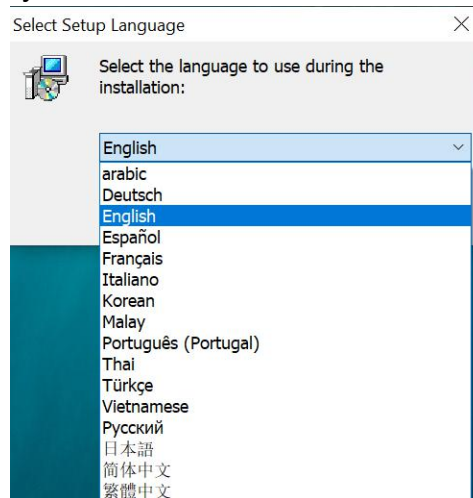 Select Setup Language
Select the language to use during the
installation:
English
arabic
Deutsch
English
Español
Français
Italiano
Korean
Malay
Português (Portugal)
Thai
Türkçe
Vietnamese
Русский
日本語
简体中文
繁體中文